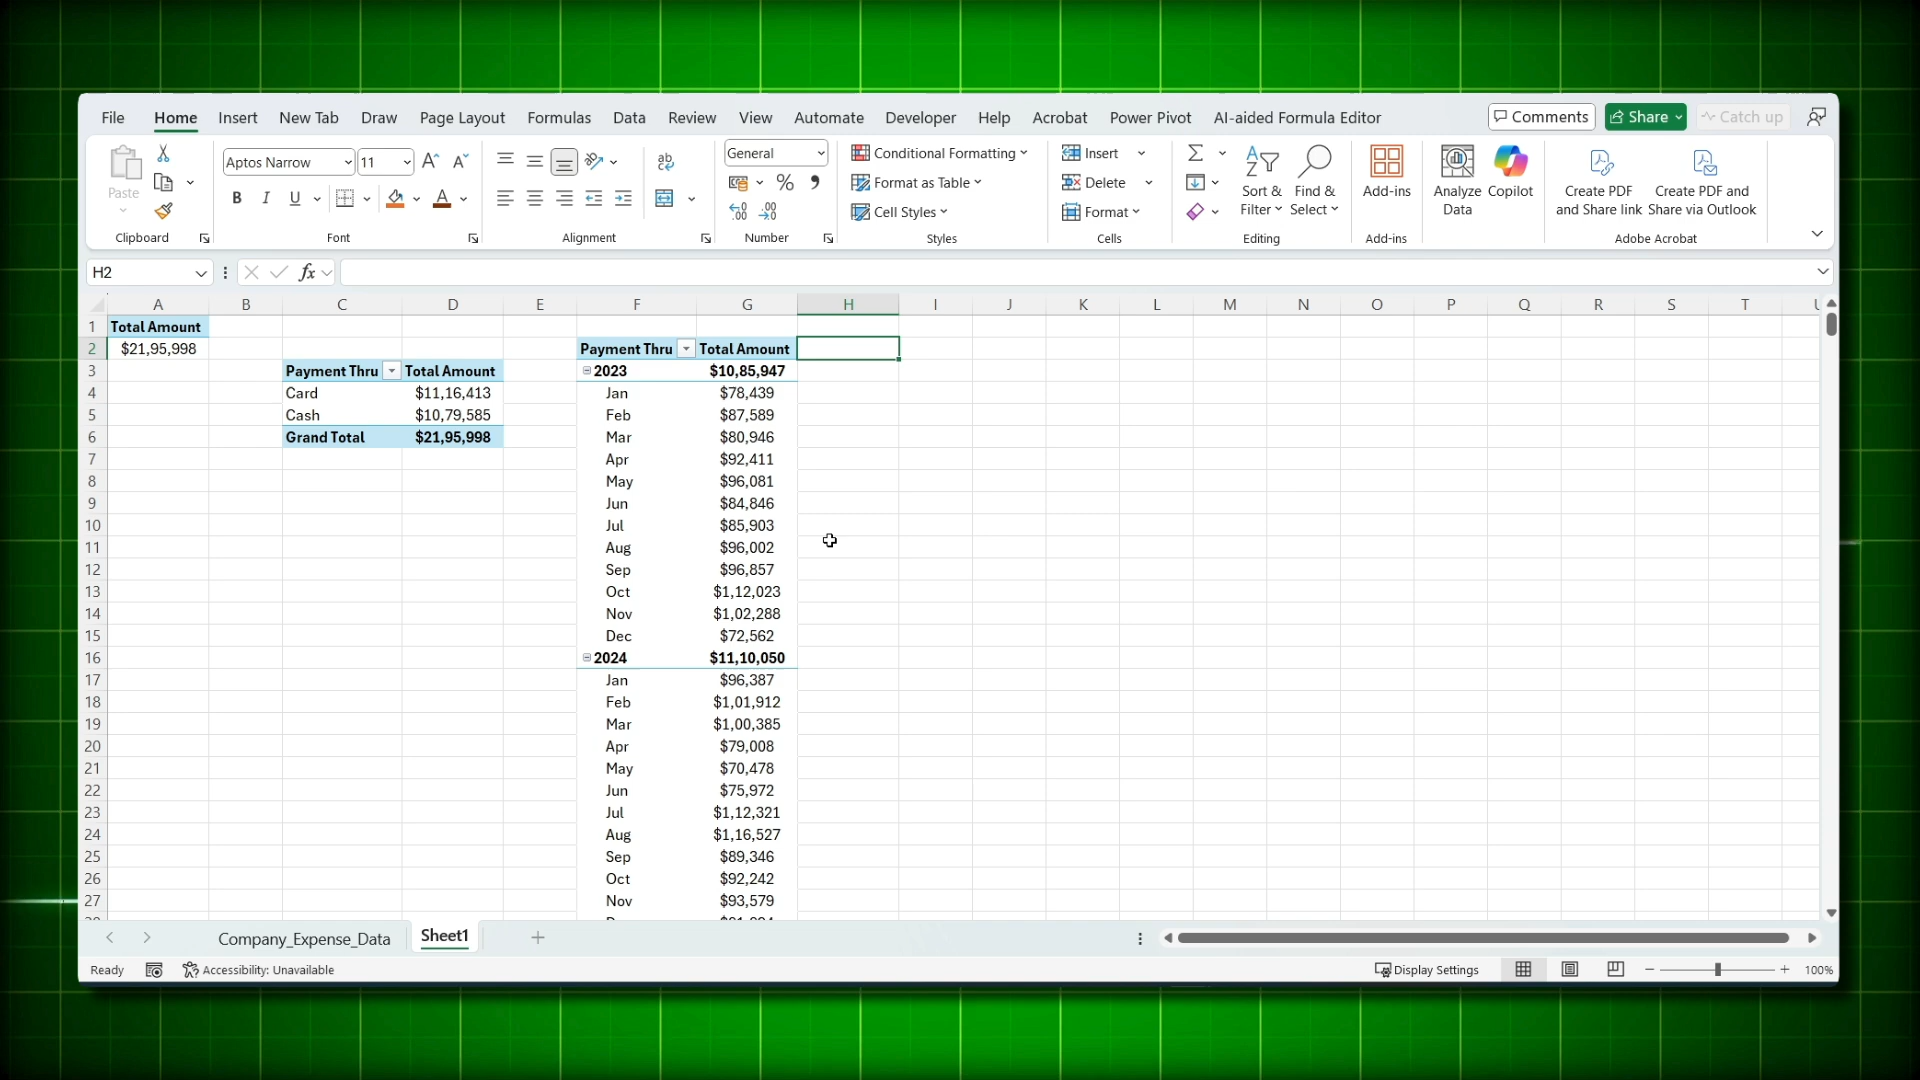 File Home Insert New Tab Draw Page Layout Formulas Data Review View Automate Developer Help Acrobat Power Pivot AI-aided Formula Editor Comments Share Catch up
Paste
Clipboard
Aptos Narrow 11
B I U
Font
ab
Alignment
General
% 9
Number
Conditional Formatting
Format as Table
Cell Styles
Styles
Insert
Delete
Format
Cells
Sort &
Filter
Find &
Select
Editing
Add-ins
Add-ins
Analyze
Data
Copilot
Create PDF
and Share link
Create PDF and
Share via Outlook
Adobe Acrobat
H2 fx
A B C D E F G H I J K L M N O P Q R S T
1 Total Amount
2 $21,95,998 Payment Thru Total Amount
3 Payment Thru Total Amount 2023 $10,85,947
4 Card $11,16,413 Jan $78,439
5 Cash $10,79,585 Feb $87,589
6 Grand Total $21,95,998 Mar $80,946
7 Apr $92,411
8 May $96,081
9 Jun $84,846
10 Jul $85,903
11 Aug $96,002
12 Sep $96,857
13 Oct $1,12,023
14 Nov $1,02,288
15 Dec $72,562
16 2024 $11,10,050
17 Jan $96,387
18 Feb $1,01,912
19 Mar $1,00,385
20 Apr $79,008
21 May $70,478
22 Jun $75,972
23 Jul $1,12,321
24 Aug $1,16,527
25 Sep $89,346
26 Oct $92,242
27 Nov $93,579
Company_Expense_Data Sheet1
Ready Accessibility: Unavailable Display Settings 100%